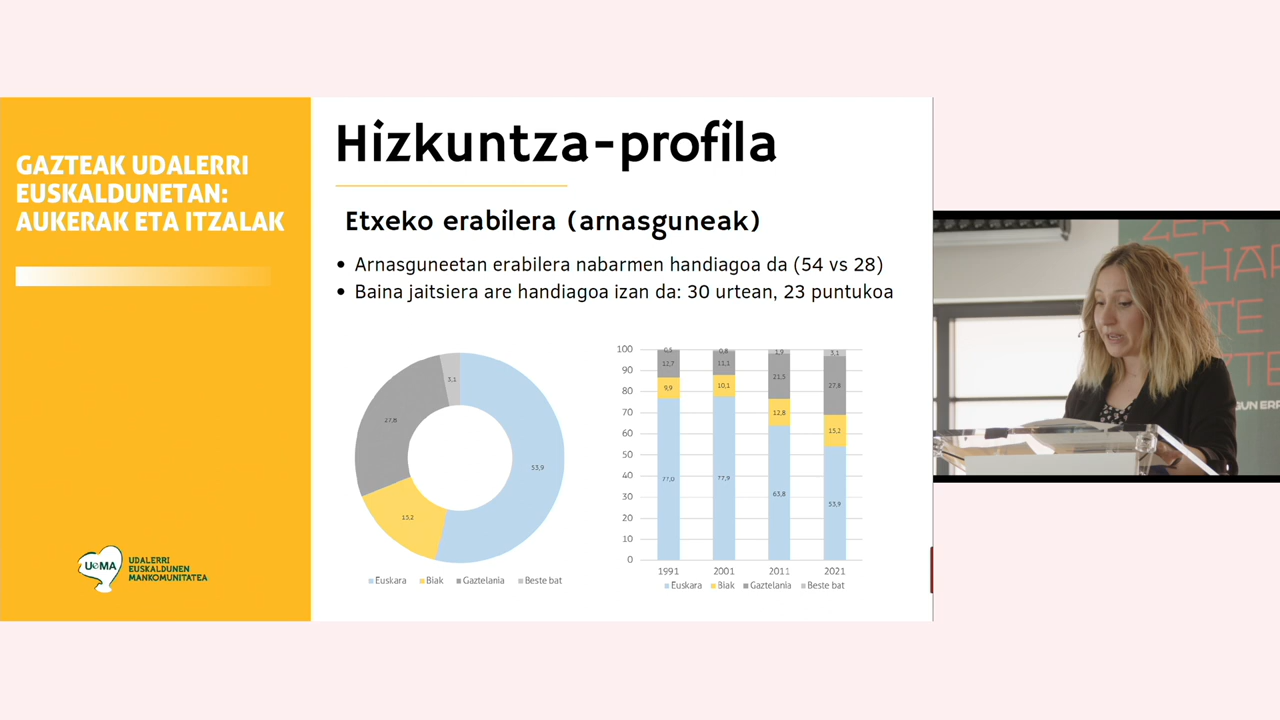 GAZTEAK UDALERRI
EUSKALDUNETAN:
AUKERAK ETA ITZALAK
UEMA
UDALERRI
EUSKALDUNEN
MANKOMUNITATEA
Hizkuntza-profila
Etxeko erabilera (arnasguneak)
• Arnasguneetan erabilera nabarmen handiagoa da (54 vs 28)
• Baina jaitsiera are handiagoa izan da: 30 urtean, 23 puntukoa
3,1
27,8
53,9
15,2
Euskara Biak Gaztelania Beste bat
100
90
80
70
60
50
40
30
20
10
0
0,5 0,8 1,9 3,1
12,7 11,1 21,5 27,8
9,9 10,1 12,8 15,2
77,0 77,9 63,8 53,9
1991 2001 2011 2021
Euskara Biak Gaztelania Beste bat
ZER